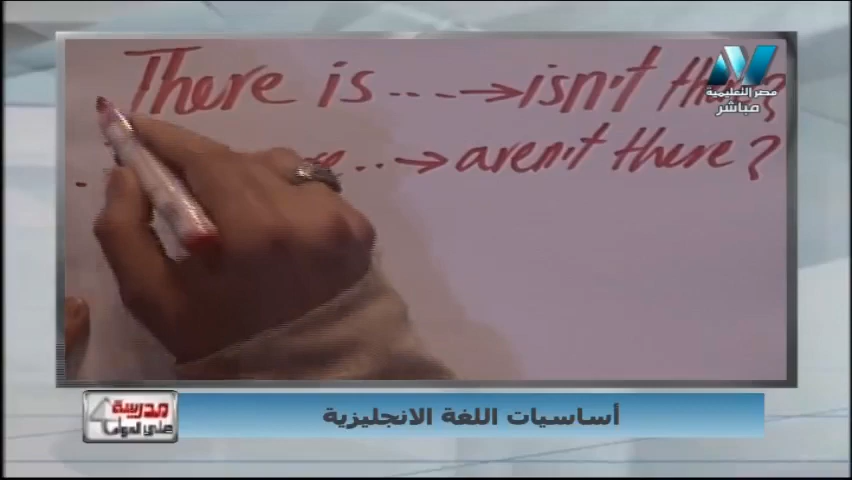 There is ... → isn't there?
.. → aren't there?
مصر التعليمية
مباشر
أساسيات اللغة الانجليزية
مدرسة
على الهواء